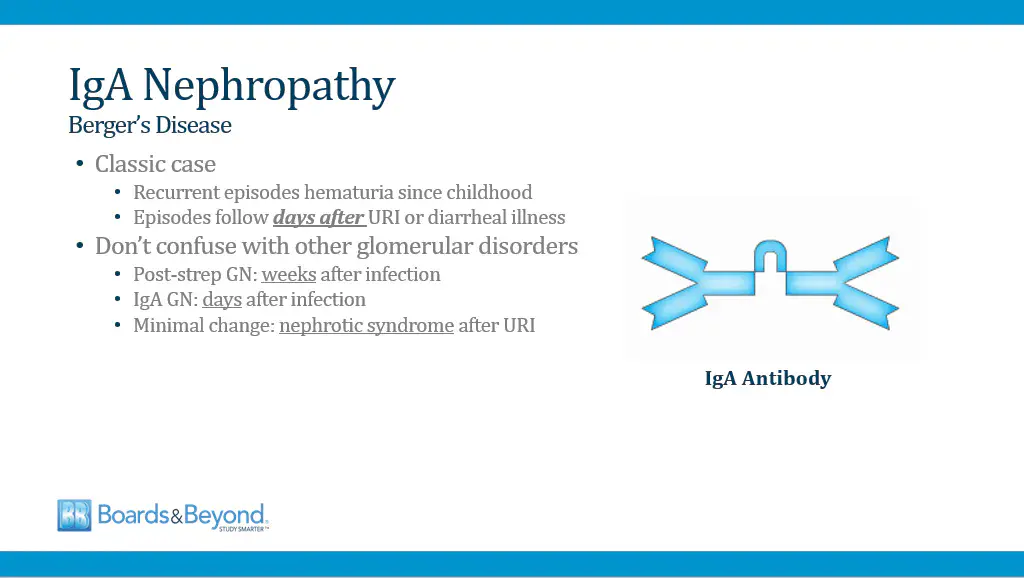 IgA Nephropathy
Berger's Disease
• Classic case
• Recurrent episodes hematuria since childhood
• Episodes follow days after URI or diarrheal illness
• Don't confuse with other glomerular disorders
• Post-strep GN: weeks after infection
• IgA GN: days after infection
• Minimal change: nephrotic syndrome after URI
IgA Antibody
BB Boards&Beyond.
STUDY SMARTER™